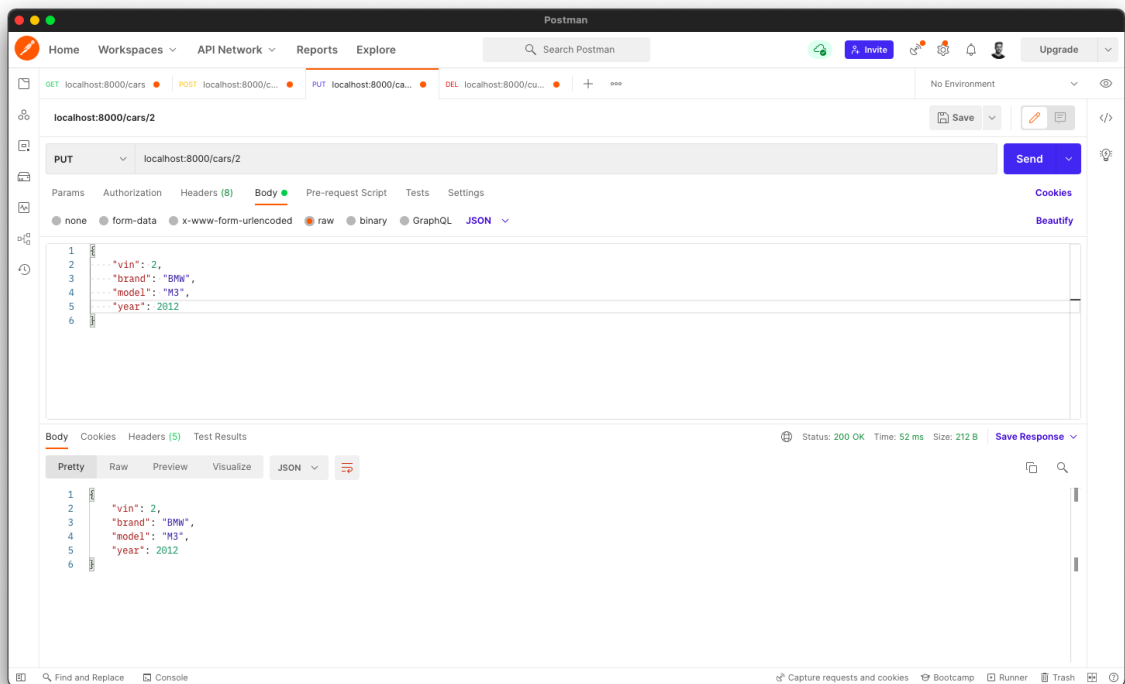 Postman
Home Workspaces API Network Reports Explore Search Postman Invite Upgrade
GET localhost:8000/cars POST localhost:8000/c... PUT localhost:8000/ca... DEL localhost:8000/cu... No Environment
localhost:8000/cars/2 Save
PUT localhost:8000/cars/2 Send
Params Authorization Headers (8) Body Pre-request Script Tests Settings Cookies
none form-data x-www-form-urlencoded raw binary GraphQL JSON Beautify
1 {
2 "vin": 2,
3 "brand": "BMW",
4 "model": "M3",
5 "year": 2012
6 }
Body Cookies Headers (5) Test Results Status: 200 OK Time: 52 ms Size: 212 B Save Response
Pretty Raw Preview Visualize JSON
1 {
2 "vin": 2,
3 "brand": "BMW",
4 "model": "M3",
5 "year": 2012
6 }
Find and Replace Console Capture requests and cookies Bootcamp Runner Trash